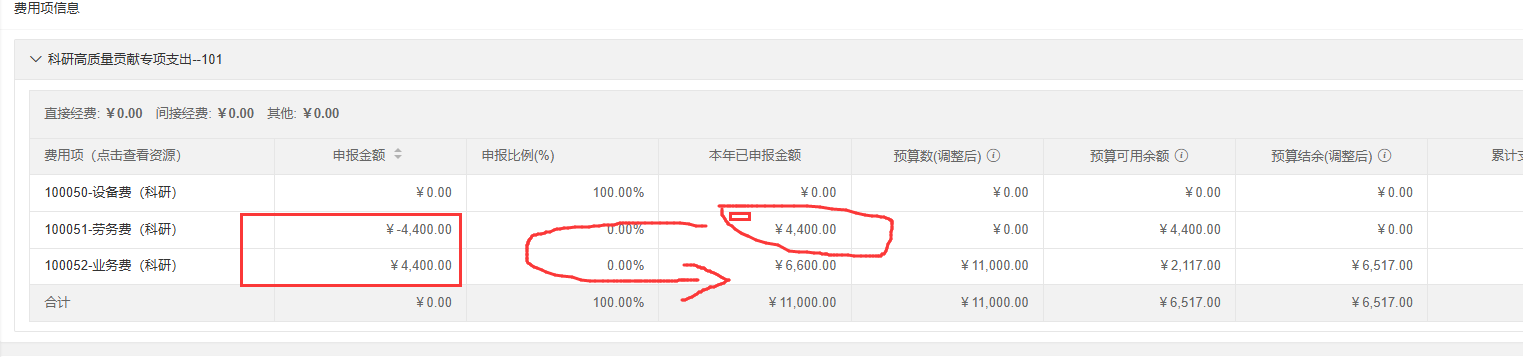 费用项信息
科研高质量贡献专项支出--101
直接经费: ￥0.00 间接经费: ￥0.00 其他: ￥0.00
费用项（点击查看资源） 申报金额 申报比例(%) 本年已申报金额 预算数(调整后) 预算可用余额 预算结余(调整后) 累计支
100050-设备费（科研） ￥0.00 100.00% ￥0.00 ￥0.00 ￥0.00 ￥0.00
100051-劳务费（科研） ￥-4,400.00 0.00% ￥4,400.00 ￥0.00 ￥4,400.00 ￥0.00
100052-业务费（科研） ￥4,400.00 0.00% ￥6,600.00 ￥11,000.00 ￥2,117.00 ￥6,517.00
合计 ￥0.00 100.00% ￥11,000.00 ￥11,000.00 ￥6,517.00 ￥6,517.00